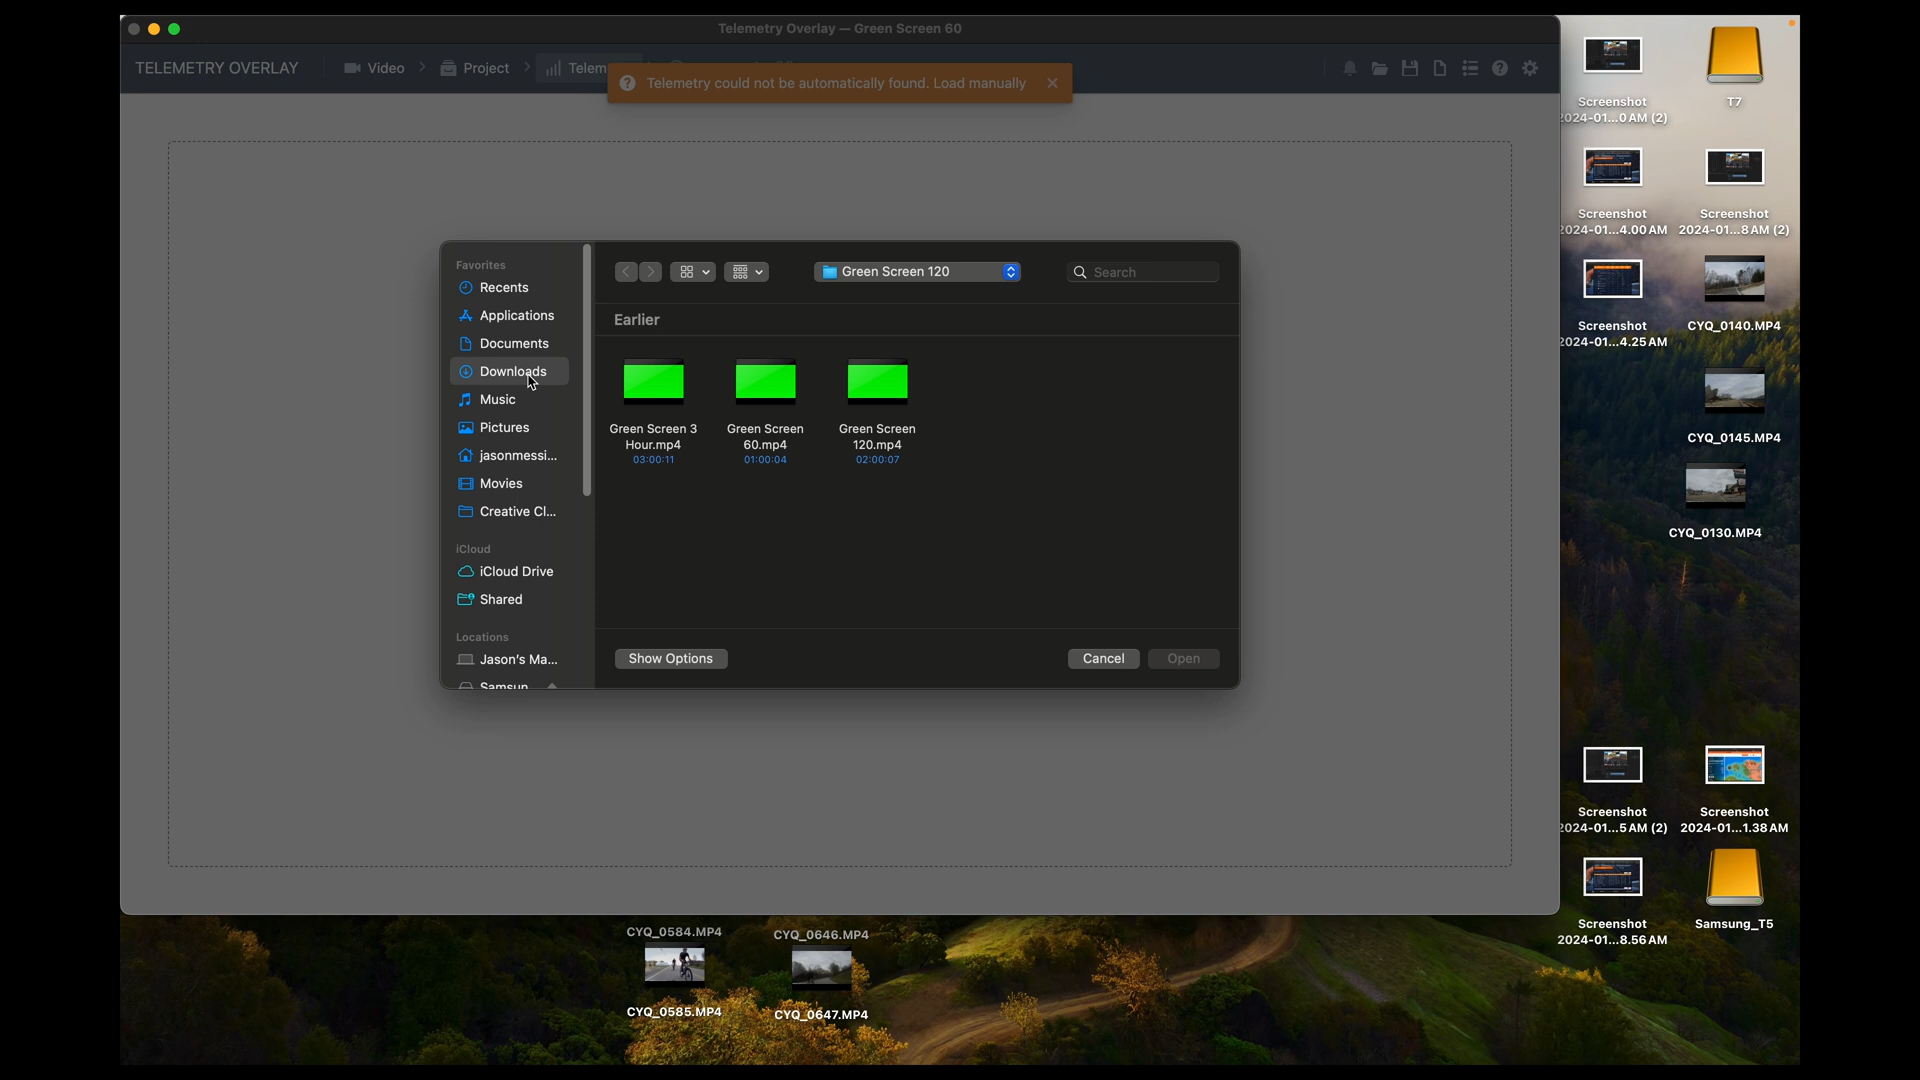 Telemetry Overlay — Green Screen 60
TELEMETRY OVERLAY
Video
Project
Telem
Telemetry could not be automatically found. Load manually
Favorites
Recents
Applications
Documents
Downloads
Music
Pictures
jasonmessi...
Movies
Creative Cl...
iCloud
iCloud Drive
Shared
Locations
Jason's Ma...
Samsun
Green Screen 120
Search
Earlier
Green Screen 3
Hour.mp4
03:00:11
Green Screen
60.mp4
01:00:04
Green Screen
120.mp4
02:00:07
Show Options
Cancel
Open
Screenshot
2024-01...0 AM (2)
T7
Screenshot
2024-01...4.00 AM
Screenshot
2024-01...8 AM (2)
Screenshot
2024-01...4.25 AM
CYQ_0140.MP4
CYQ_0145.MP4
CYQ_0130.MP4
Screenshot
2024-01...5 AM (2)
Screenshot
2024-01...1.38 AM
Screenshot
2024-01...8.56 AM
Samsung_T5
CYQ_0584.MP4
CYQ_0646.MP4
CYQ_0585.MP4
CYQ_0647.MP4